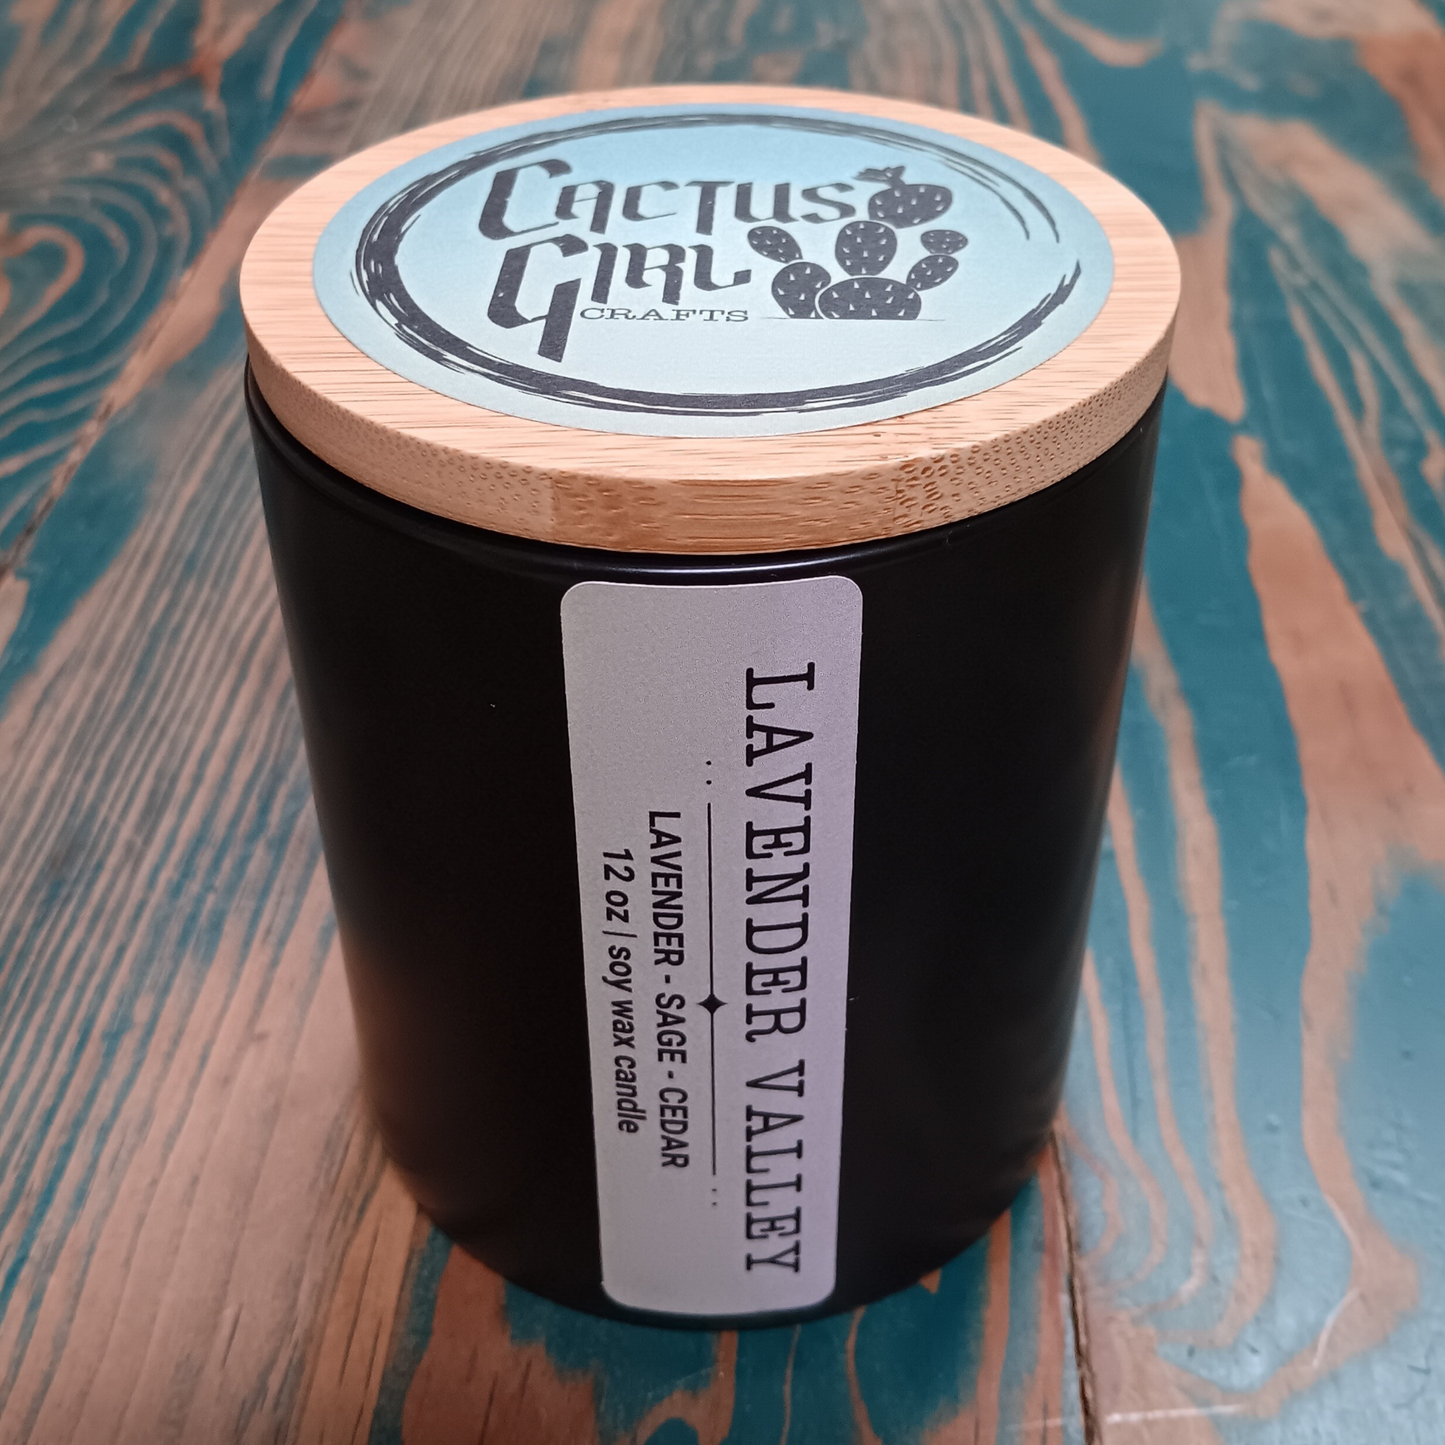 CACTUS
GIRL
CRAFTS
LAVENDER VALLEY
LAVENDER - SAGE - CEDAR
12 oz | soy wax candle